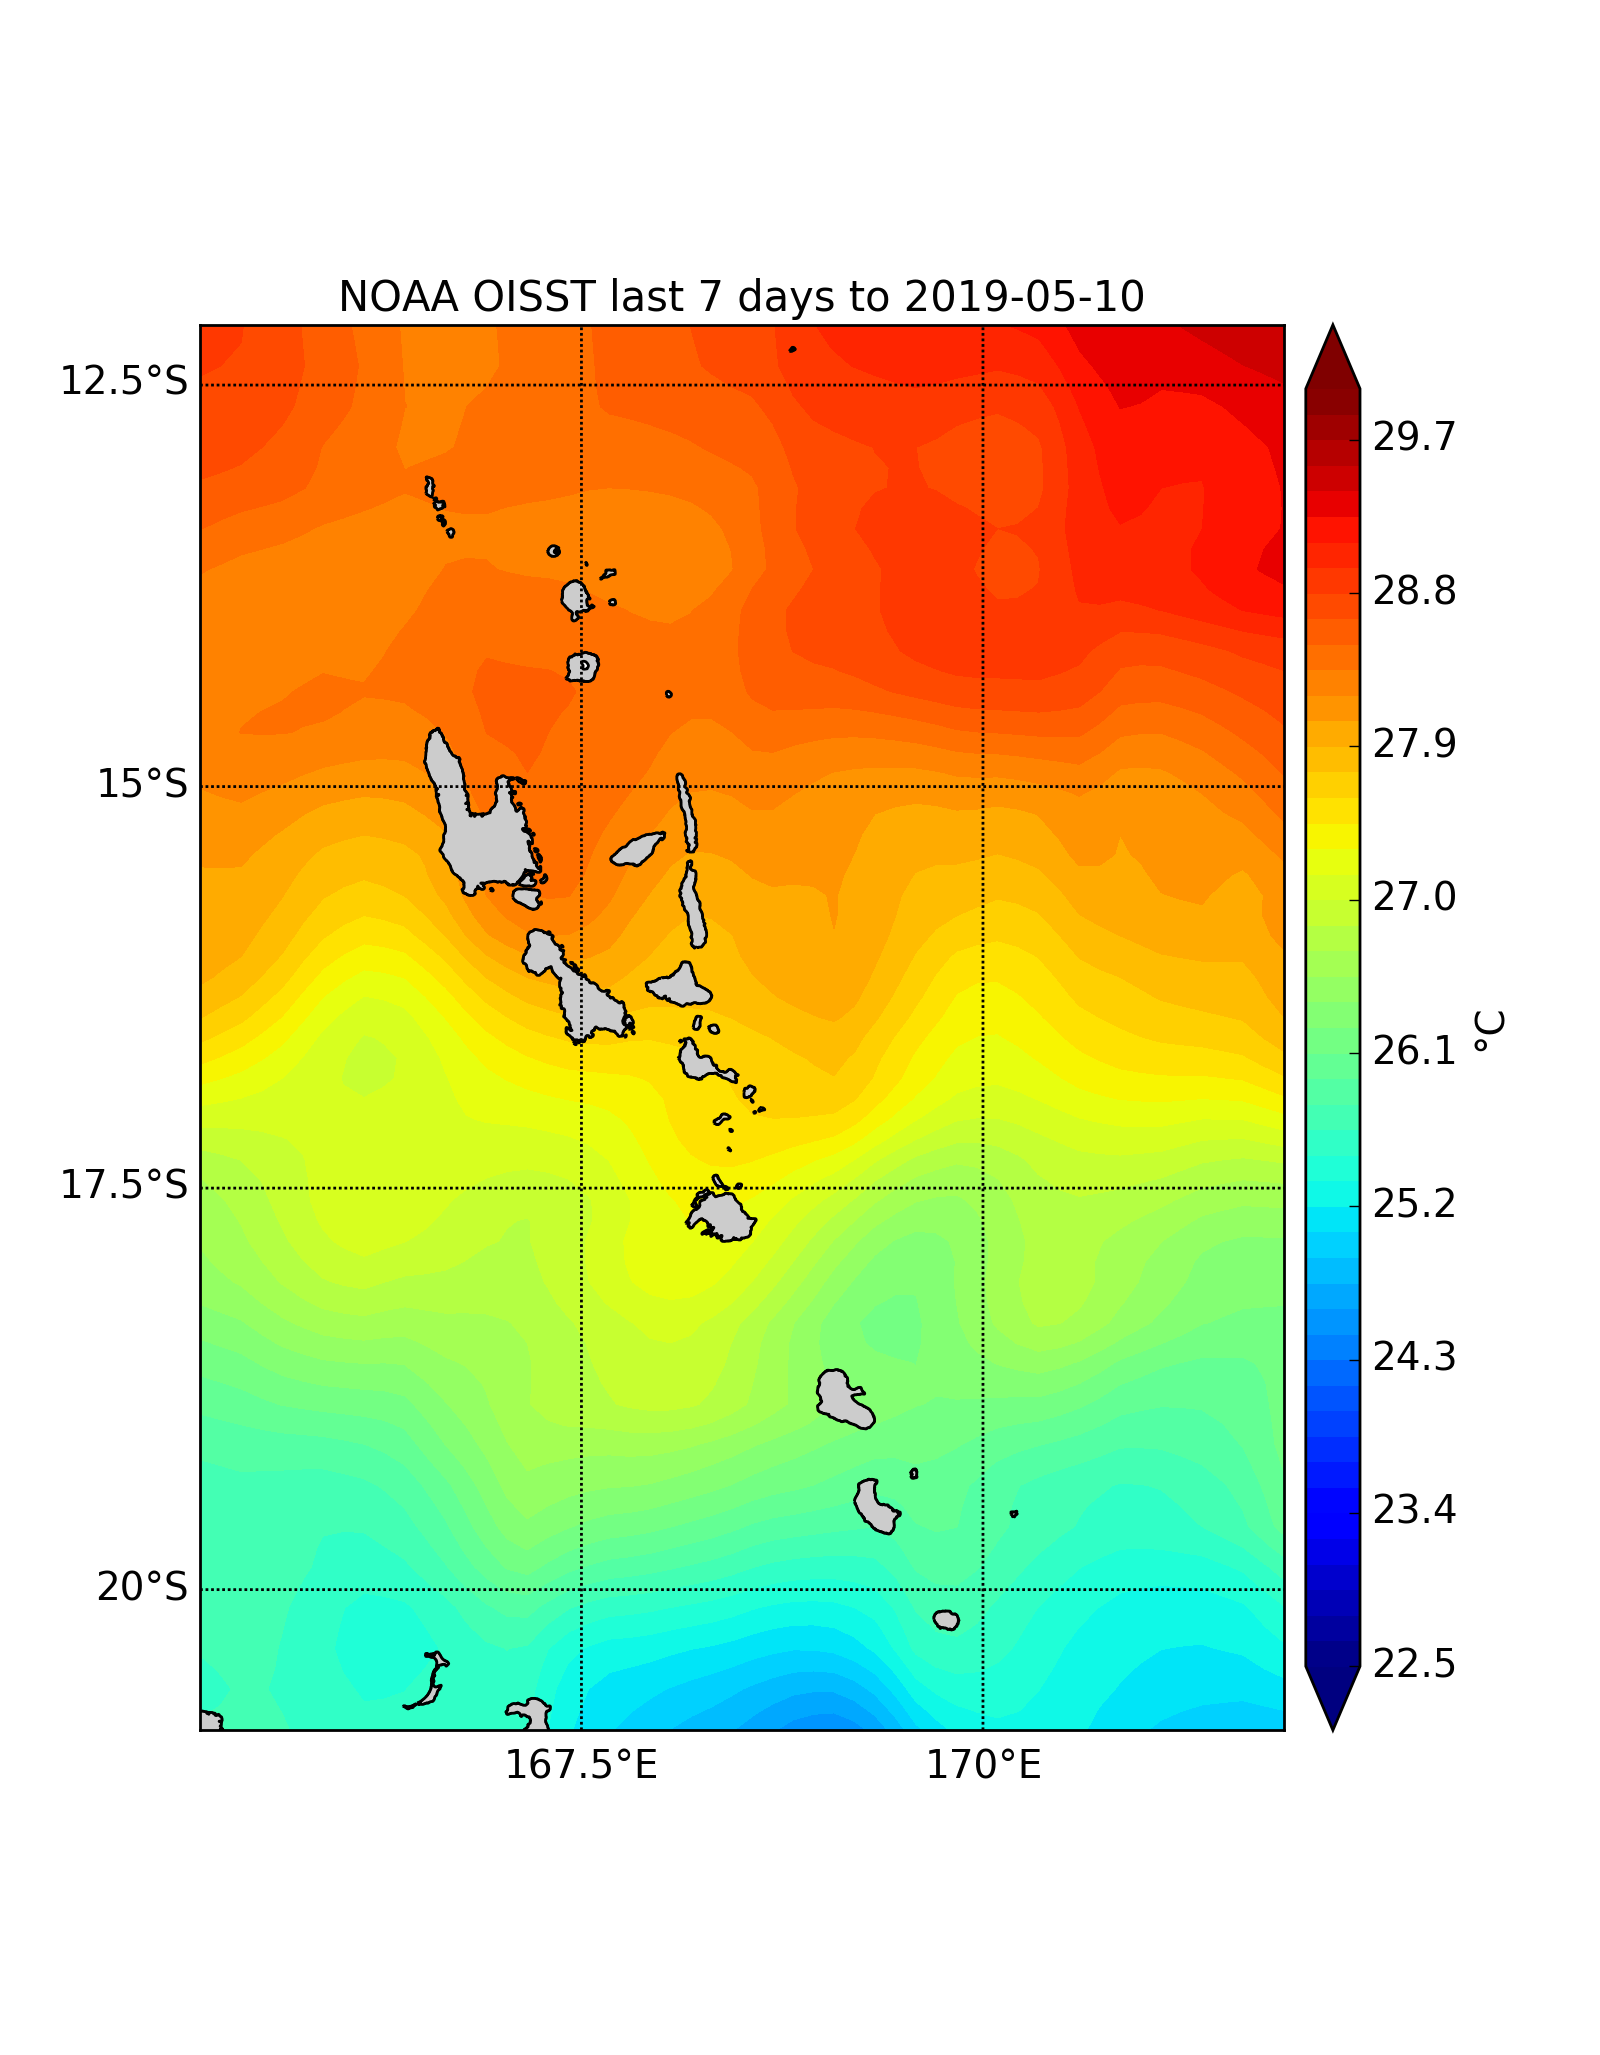 NOAA OISST last 7 days to 2019-05-10
12.5°S
15°S
17.5°S
20°S
167.5°E
170°E
29.7
28.8
27.9
27.0
26.1
25.2
24.3
23.4
22.5
°C